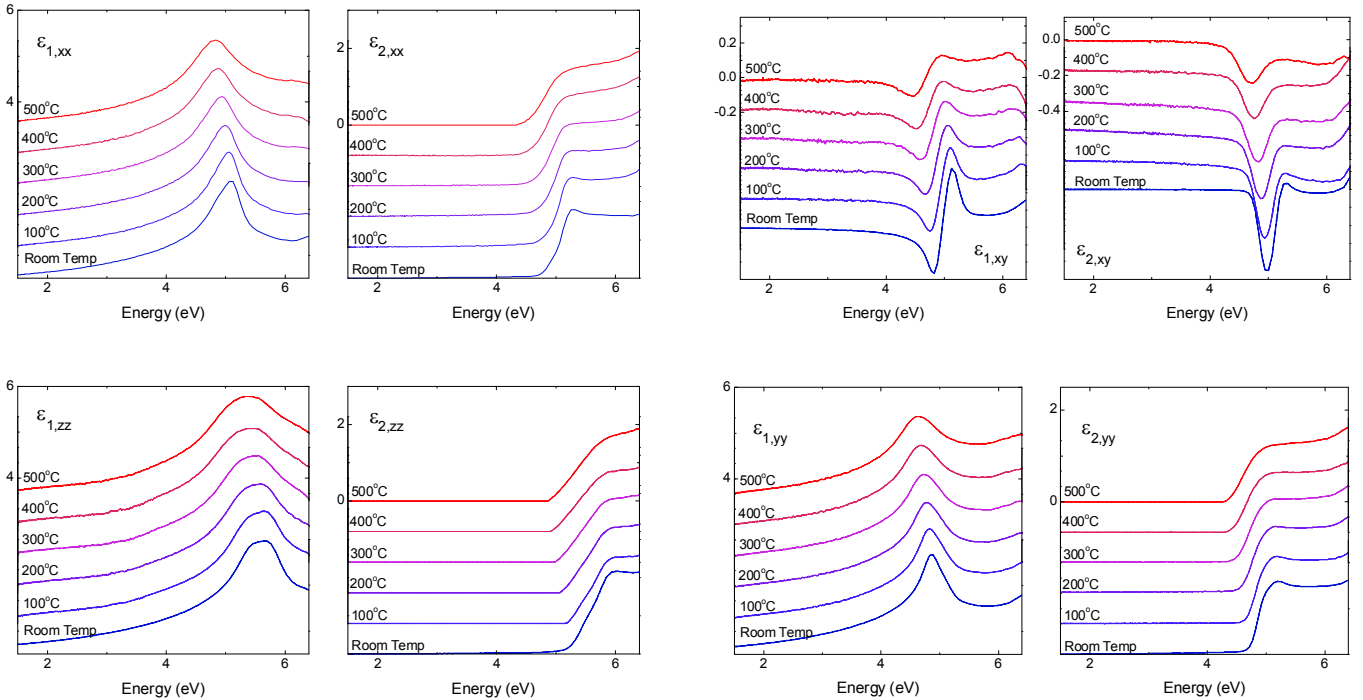 6
4
ε1,xx
500°C
400°C
300°C
200°C
100°C
Room Temp
2 4 6
Energy (eV)
2
0
ε2,xx
500°C
400°C
300°C
200°C
100°C
Room Temp
2 4 6
Energy (eV)
0.2
0.0
-0.2
500°C
400°C
300°C
200°C
100°C
Room Temp
ε1,xy
2 4 6
Energy (eV)
0.0
-0.2
-0.4
500°C
400°C
300°C
200°C
100°C
Room Temp
ε2,xy
2 4 6
Energy (eV)
6
4
ε1,zz
500°C
400°C
300°C
200°C
100°C
Room Temp
2 4 6
Energy (eV)
2
0
ε2,zz
500°C
400°C
300°C
200°C
100°C
Room Temp
2 4 6
Energy (eV)
6
4
ε1,yy
500°C
400°C
300°C
200°C
100°C
Room Temp
2 4 6
Energy (eV)
2
0
ε2,yy
500°C
400°C
300°C
200°C
100°C
Room Temp
2 4 6
Energy (eV)